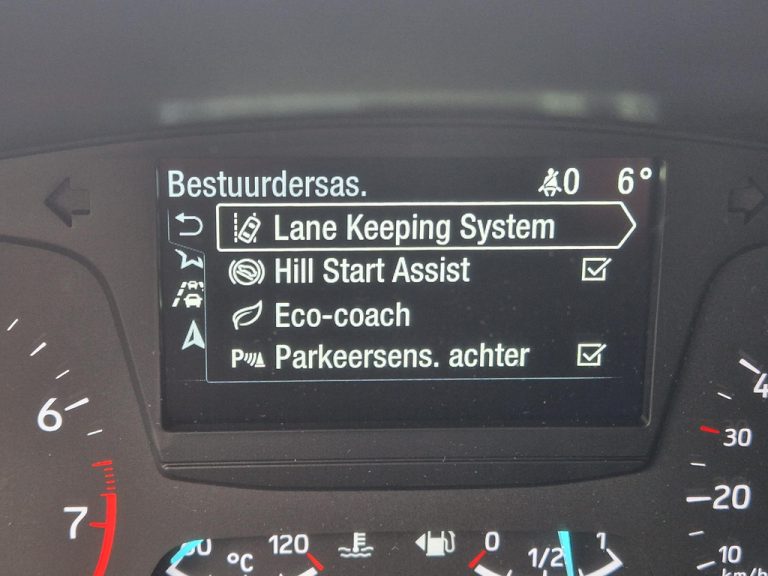 Bestuurdersas. 0 6°
Lane Keeping System
Hill Start Assist
Eco-coach
P Parkeersens. achter
6
7
°C 120
0 1/2 1
30
20
10
km/h